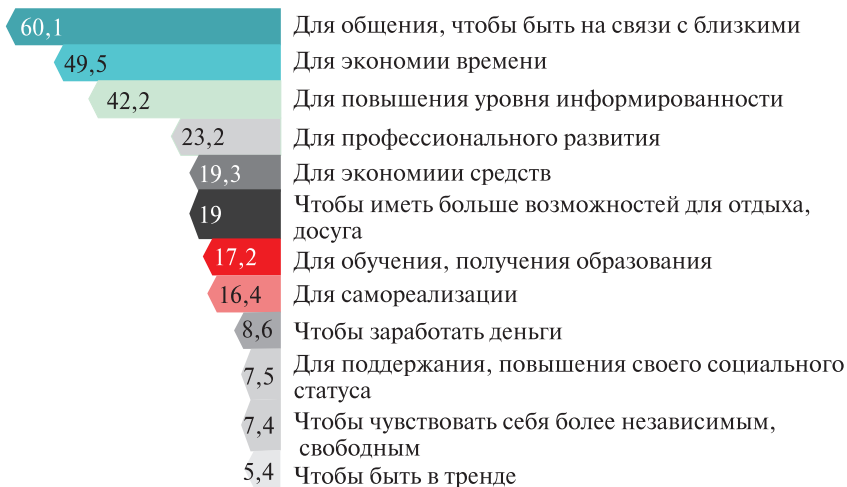 60,1 Для общения, чтобы быть на связи с близкими
49,5 Для экономии времени
42,2 Для повышения уровня информированности
23,2 Для профессионального развития
19,3 Для экономиии средств
19 Чтобы иметь больше возможностей для отдыха,
досуга
17,2 Для обучения, получения образования
16,4 Для самореализации
8,6 Чтобы заработать деньги
7,5 Для поддержания, повышения своего социального
статуса
7,4 Чтобы чувствовать себя более независимым,
свободным
5,4 Чтобы быть в тренде